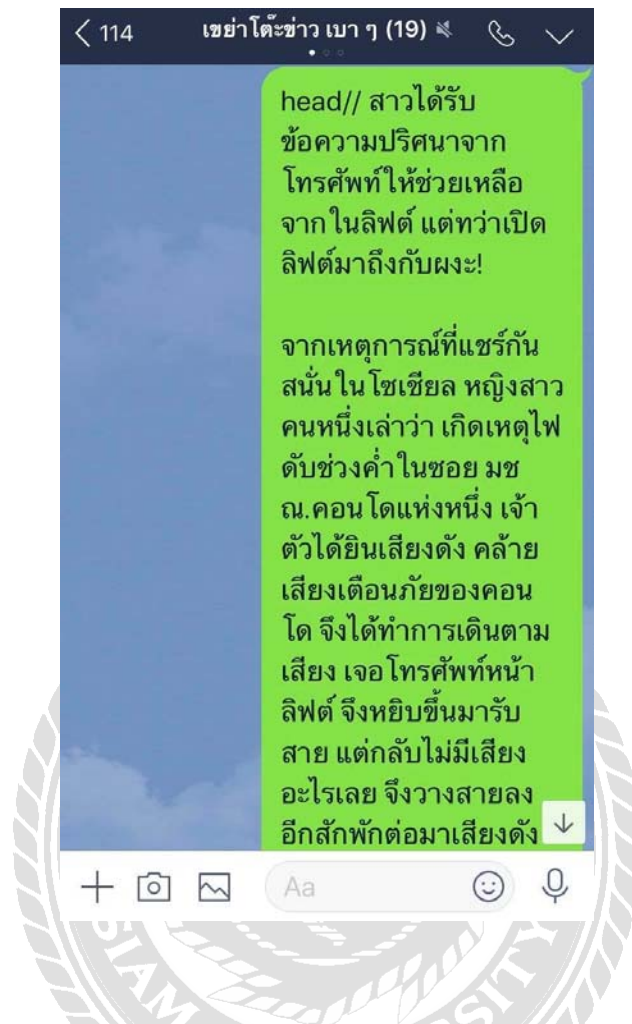 114 เขย่าโต๊ะข่าว เบา ๆ (19)
head// สาวได้รับ
ข้อความปริศนาจาก
โทรศัพท์ให้ช่วยเหลือ
จากในลิฟต์ แต่ทว่าเปิด
ลิฟต์มาถึงกับผงะ!
จากเหตุการณ์ที่แชร์กัน
สนั่นในโซเชียล หญิงสาว
คนหนึ่งเล่าว่า เกิดเหตุไฟ
ดับช่วงค่ำในซอย มช
ณ.คอนโดแห่งหนึ่ง เจ้า
ตัวได้ยินเสียงดัง คล้าย
เสียงเตือนภัยของคอน
โด จึงได้ทำการเดินตาม
เสียง เจอโทรศัพท์หน้า
ลิฟต์ จึงหยิบขึ้นมารับ
สาย แต่กลับไม่มีเสียง
อะไรเลย จึงวางสายลง
อีกสักพักต่อมาเสียงดัง
Aa
SIAM